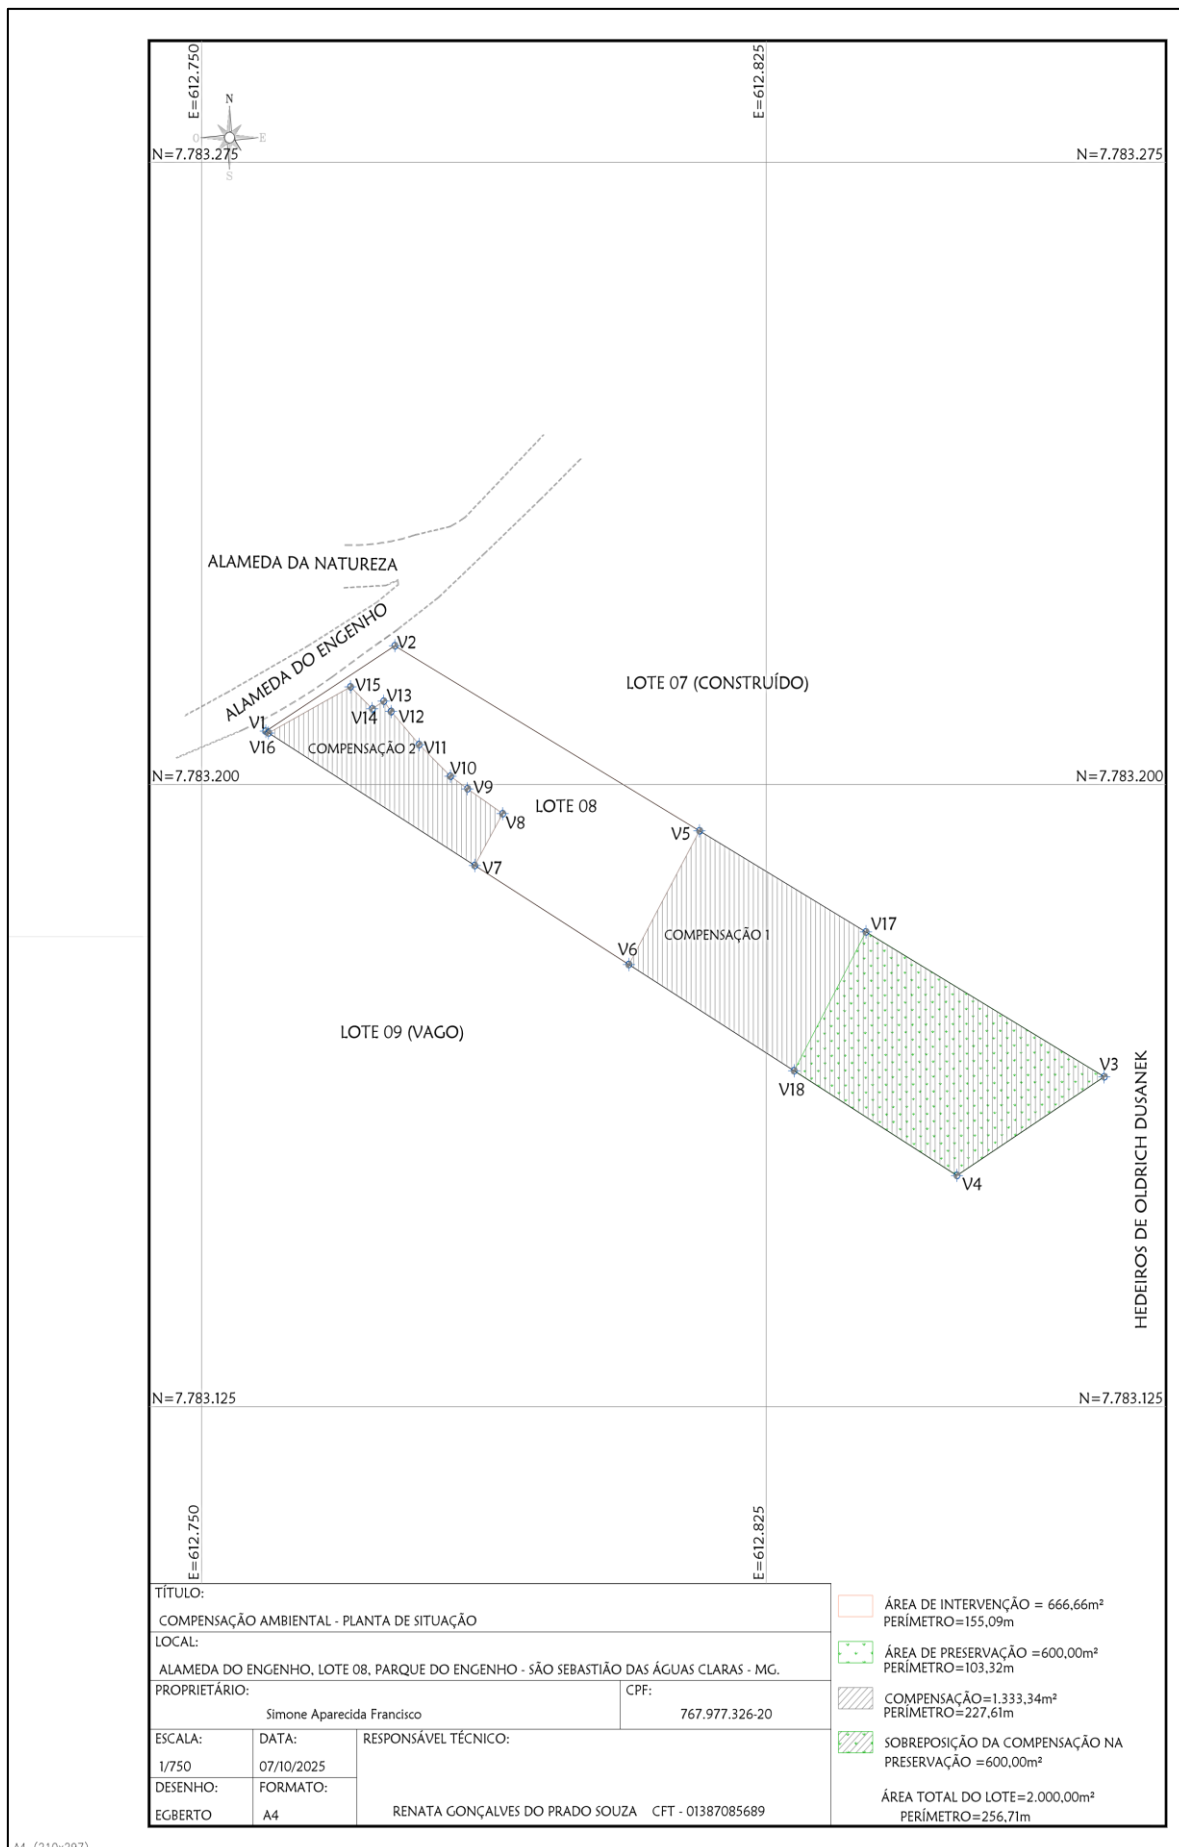 E=612.750
E=612.825
N
O
E
S
N=7.783.275
N=7.783.275
ALAMEDA DA NATUREZA
ALAMEDA DO ENGENHO
V2
LOTE 07 (CONSTRUÍDO)
V15
V13
V14
V12
V1
V16
COMPENSAÇÃO 2
V11
V10
N=7.783.200
N=7.783.200
V9
LOTE 08
V8
V5
V7
V17
COMPENSAÇÃO 1
V6
LOTE 09 (VAGO)
V3
V18
V4
HEDEIROS DE OLDRICH DUSANEK
N=7.783.125
N=7.783.125
E=612.750
E=612.825
TÍTULO:
COMPENSAÇÃO AMBIENTAL - PLANTA DE SITUAÇÃO
LOCAL:
ALAMEDA DO ENGENHO, LOTE 08, PARQUE DO ENGENHO - SÃO SEBASTIÃO DAS ÁGUAS CLARAS - MG.
PROPRIETÁRIO:
Simone Aparecida Francisco
CPF:
767.977.326-20
ESCALA:
1/750
DATA:
07/10/2025
RESPONSÁVEL TÉCNICO:
DESENHO:
EGBERTO
FORMATO:
A4
RENATA GONÇALVES DO PRADO SOUZA CFT - 01387085689
ÁREA DE INTERVENÇÃO = 666,66m²
PERÍMETRO=155,09m
ÁREA DE PRESERVAÇÃO =600,00m²
PERÍMETRO=103,32m
COMPENSAÇÃO=1.333,34m²
PERÍMETRO=227,61m
SOBREPOSIÇÃO DA COMPENSAÇÃO NA
PRESERVAÇÃO =600,00m²
ÁREA TOTAL DO LOTE=2.000,00m²
PERÍMETRO=256,71m
A4 (210x297)